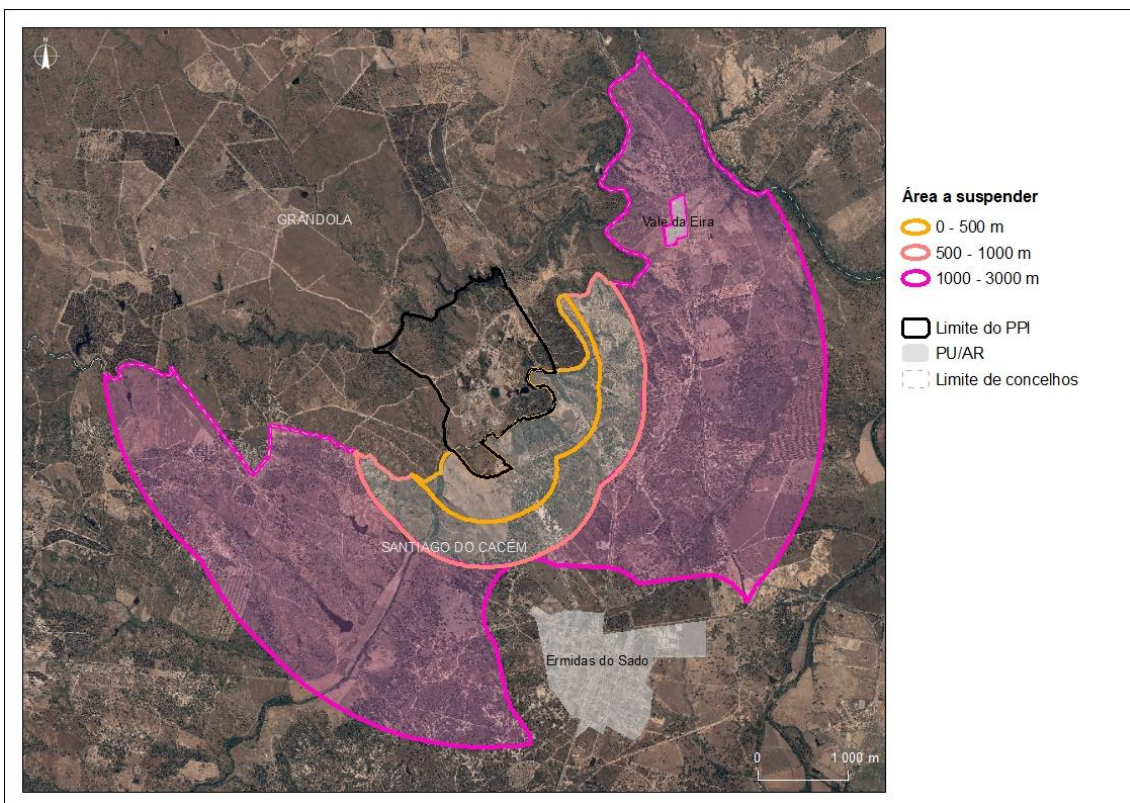 N
GRÂNDOLA
Vale da Eira
SANTIAGO DO CACÉM
Ermidas do Sado
0 1 000 m
Área a suspender
0 - 500 m
500 - 1000 m
1000 - 3000 m
Limite do PPI
PU/AR
Limite de concelhos